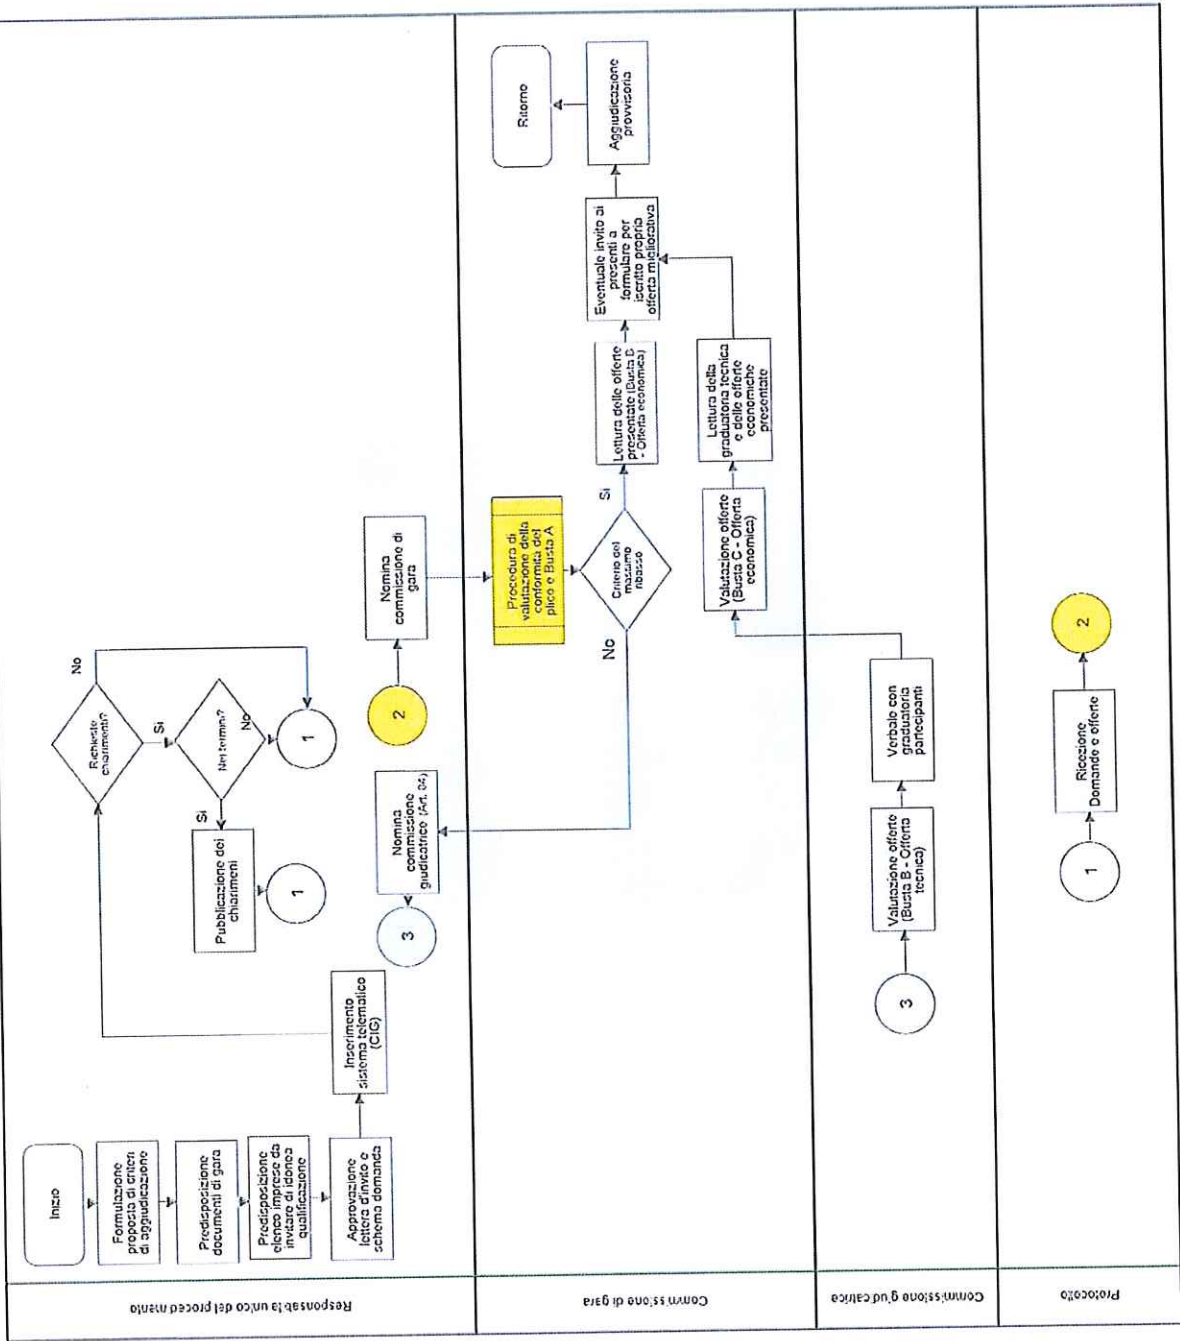 Responsabile unico del procedimento
Inizio
Formulazione
proposta di criteri
di aggiudicazione
Predisposizione
documenti di gara
Predisposizione
elenco imprese da
invitare di idonea
qualificazione
Approvazione
lettera d'invito e
schema domanda
Inserimento
sistema telematico
(CIG)
Richieste
chiarimento?
No
Si
Nei termini?
No
Si
1
Pubblicazione dei
chiarimeni
1
2
Nomina
commissione di
gara
Nomina
commissione
giudicatrice (Art. 84)
3
Commissione di gara
Procedura di
valutazione della
conformità del
plico e Busta A
Criterio del
massimo
ribasso
No
Si
Lettura delle offerte
presentate (Busta B
- Offerta economica)
Eventuale invito ai
presenti a
formulare per
iscritto propria
offerta migliorativa
Aggiudicazione
provvisoria
Ritorno
Valutazione offerte
(Busta C - Offerta
economica)
Lettura della
graduatoria tecnica
e delle offerte
economiche
presentate
Commissione giudicatrice
3
Valutazione offerte
(Busta B - Offerta
tecnica)
Verbale con
graduatoria
partecipanti
Protocollo
1
Ricezione
Domande e offerte
2